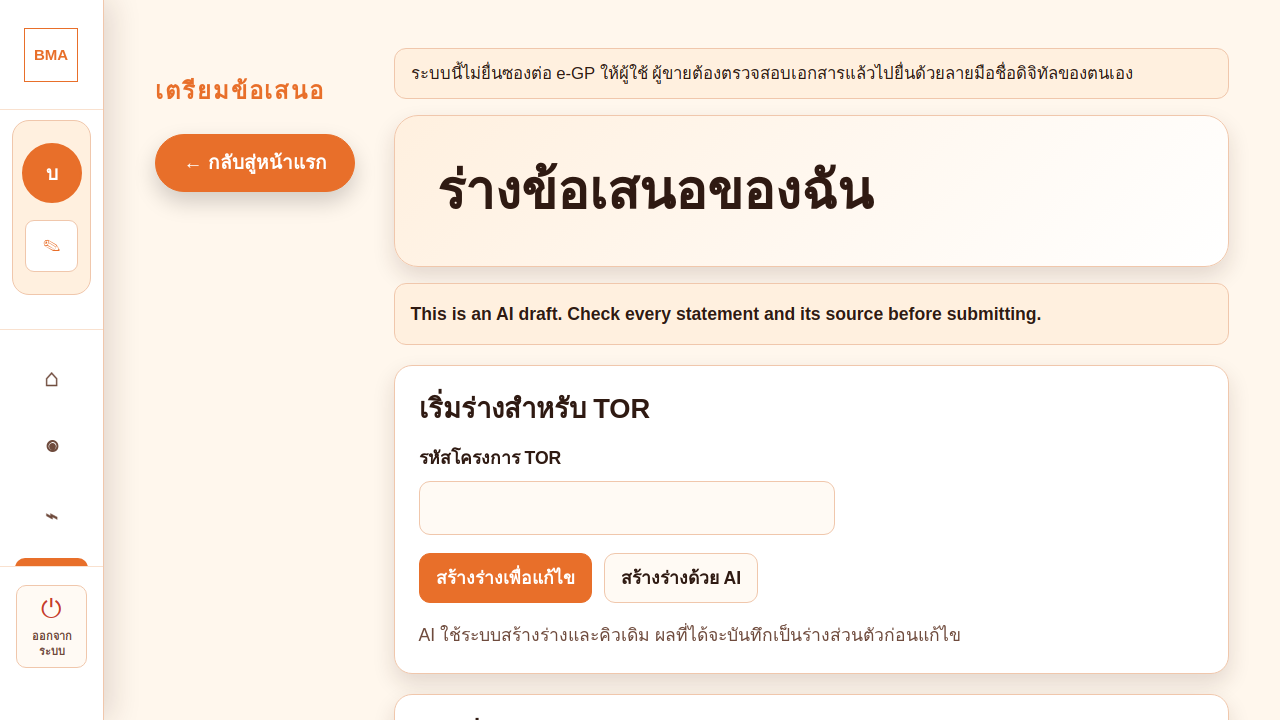 BMA
บ
ออกจาก
ระบบ
เตรียมข้อเสนอ
← กลับสู่หน้าแรก
ระบบนี้ไม่ยื่นซองต่อ e-GP ให้ผู้ใช้ ผู้ขายต้องตรวจสอบเอกสารแล้วไปยื่นด้วยลายมือชื่อดิจิทัลของตนเอง
ร่างข้อเสนอของฉัน
This is an AI draft. Check every statement and its source before submitting.
เริ่มร่างสำหรับ TOR
รหัสโครงการ TOR
สร้างร่างเพื่อแก้ไข
สร้างร่างด้วย AI
AI ใช้ระบบสร้างร่างและคิวเดิม ผลที่ได้จะบันทึกเป็นร่างส่วนตัวก่อนแก้ไข